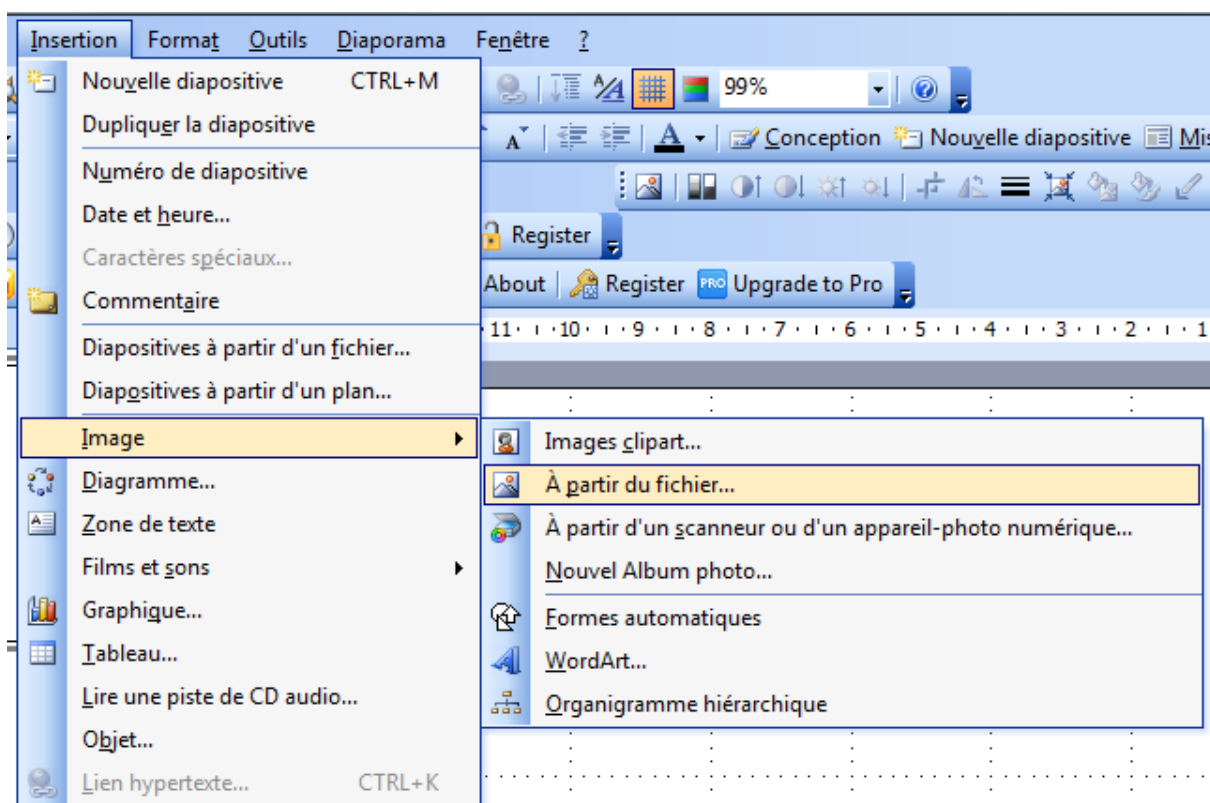 Insertion Format Outils Diaporama Fenêtre ?
Nouvelle diapositive CTRL+M
99%
Dupliquer la diapositive
A A Conception Nouvelle diapositive Mis
Numéro de diapositive
Date et heure...
Register
Caractères spéciaux...
About Register PRO Upgrade to Pro
Commentaire
11 10 9 8 7 6 5 4 3 2 1
Diapositives à partir d'un fichier...
Diapositives à partir d'un plan...
Image
Images clipart...
Diagramme...
À partir du fichier...
Zone de texte
À partir d'un scanneur ou d'un appareil-photo numérique...
Films et sons
Nouvel Album photo...
Graphique...
Formes automatiques
Tableau...
WordArt...
Lire une piste de CD audio...
Organigramme hiérarchique
Objet...
Lien hypertexte... CTRL+K